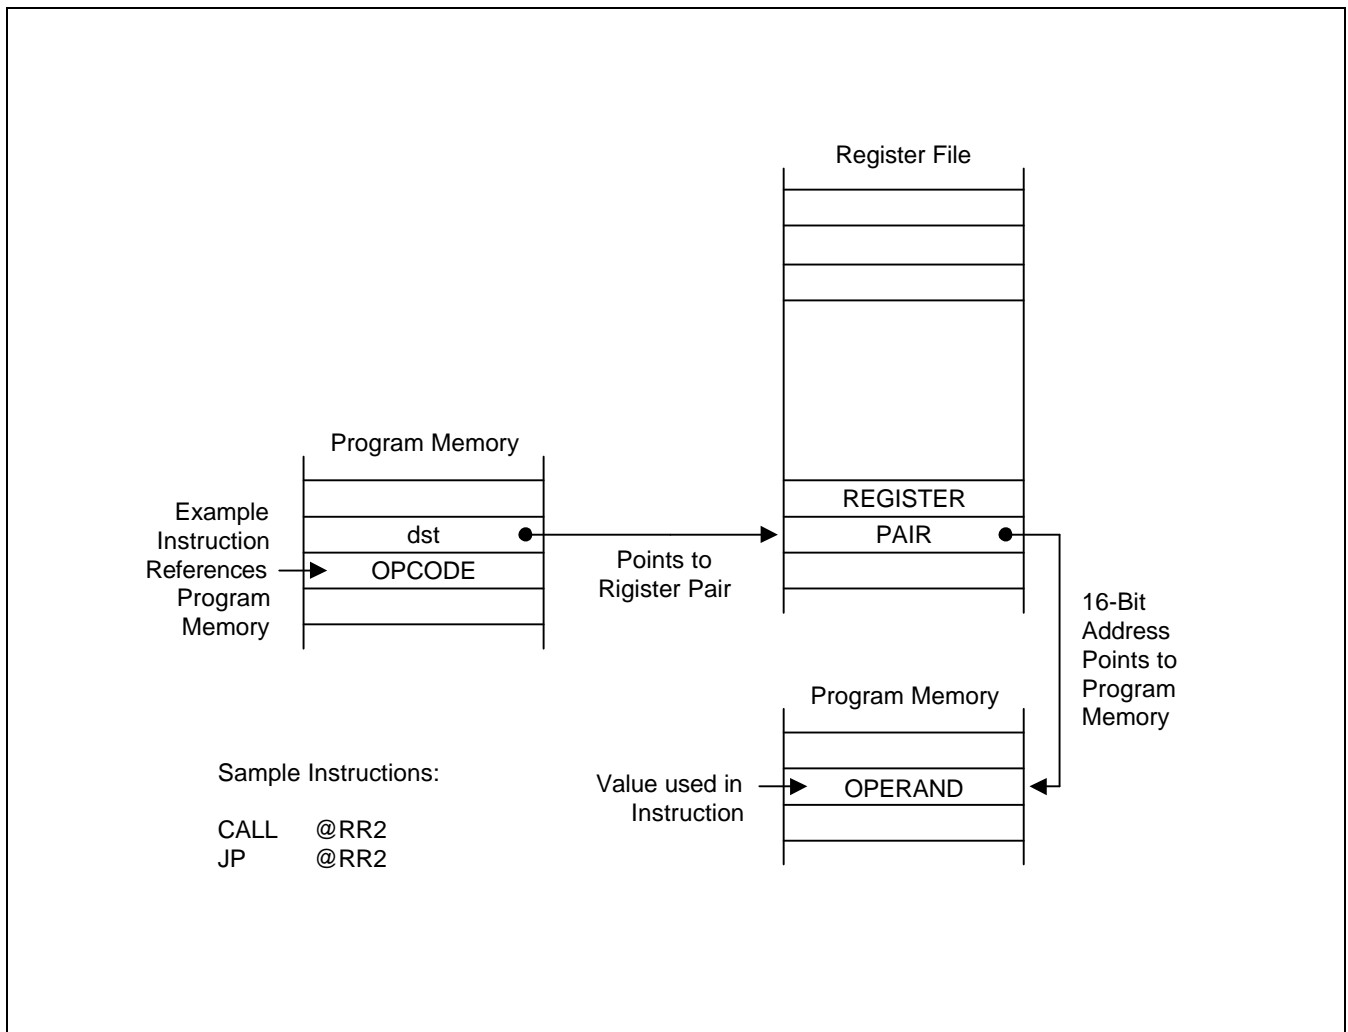 Register File
Program Memory
Example
Instruction
References
Program
Memory
dst
OPCODE
Points to
Rigister Pair
REGISTER
PAIR
16-Bit
Address
Points to
Program
Memory
Program Memory
Value used in
Instruction
OPERAND
Sample Instructions:
CALL @RR2
JP @RR2